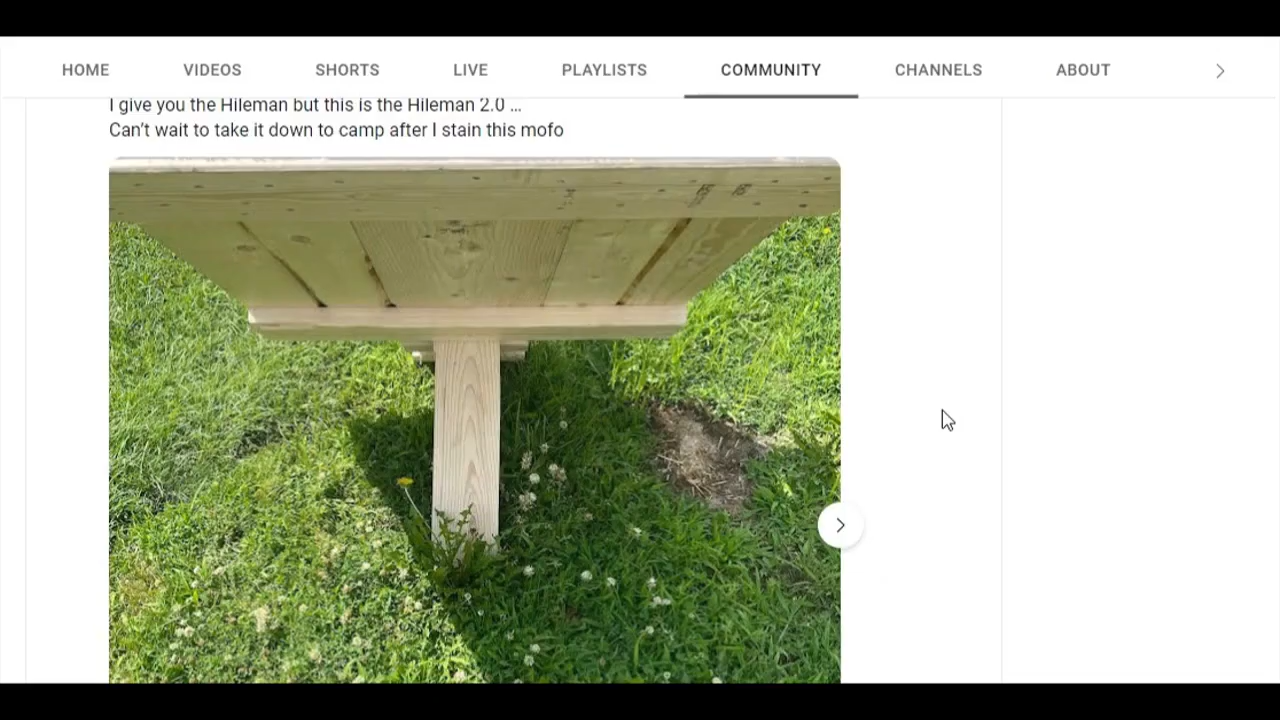 HOME VIDEOS SHORTS LIVE PLAYLISTS COMMUNITY CHANNELS ABOUT
I give you the Hileman but this is the Hileman 2.0 ...
Can’t wait to take it down to camp after I stain this mofo